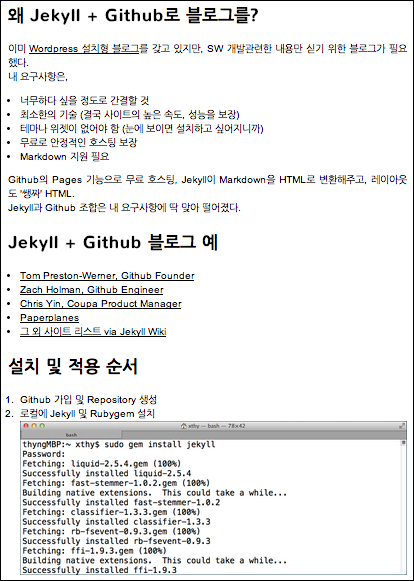 왜 Jekyll + Github로 블로그를?
이미 Wordpress 설치형 블로그를 갖고 있지만, SW 개발관련한 내용만 싣기 위한 블로그가 필요
했다.
내 요구사항은,
• 너무하다 싶을 정도로 간결할 것
• 최소한의 기술 (결국 사이트의 높은 속도, 성능을 보장)
• 테마나 위젯이 없어야 함 (눈에 보이면 설치하고 싶어지니까)
• 무료로 안정적인 호스팅 보장
• Markdown 지원 필요
Github의 Pages 기능으로 무료 호스팅, Jekyll이 Markdown을 HTML로 변환해주고, 레이아웃
도 '쌩짜' HTML.
Jekyll과 Github 조합은 내 요구사항에 딱 맞아 떨어졌다.
Jekyll + Github 블로그 예
• Tom Preston-Werner, Github Founder
• Zach Holman, Github Engineer
• Chris Yin, Coupa Product Manager
• Paperplanes
• 그 외 사이트 리스트 via Jekyll Wiki
설치 및 적용 순서
1. Github 가입 및 Repository 생성
2. 로컬에 Jekyll 및 Rubygem 설치
xthy — bash — 78×42
bash
thyngMBP:~ xthy$ sudo gem install jekyll
Password:
Fetching: liquid-2.5.4.gem (100%)
Successfully installed liquid-2.5.4
Fetching: fast-stemmer-1.0.2.gem (100%)
Building native extensions.  This could take a while...
Successfully installed fast-stemmer-1.0.2
Fetching: classifier-1.3.3.gem (100%)
Successfully installed classifier-1.3.3
Fetching: rb-fsevent-0.9.3.gem (100%)
Successfully installed rb-fsevent-0.9.3
Fetching: ffi-1.9.3.gem (100%)
Building native extensions.  This could take a while...
Successfully installed ffi-1.9.3